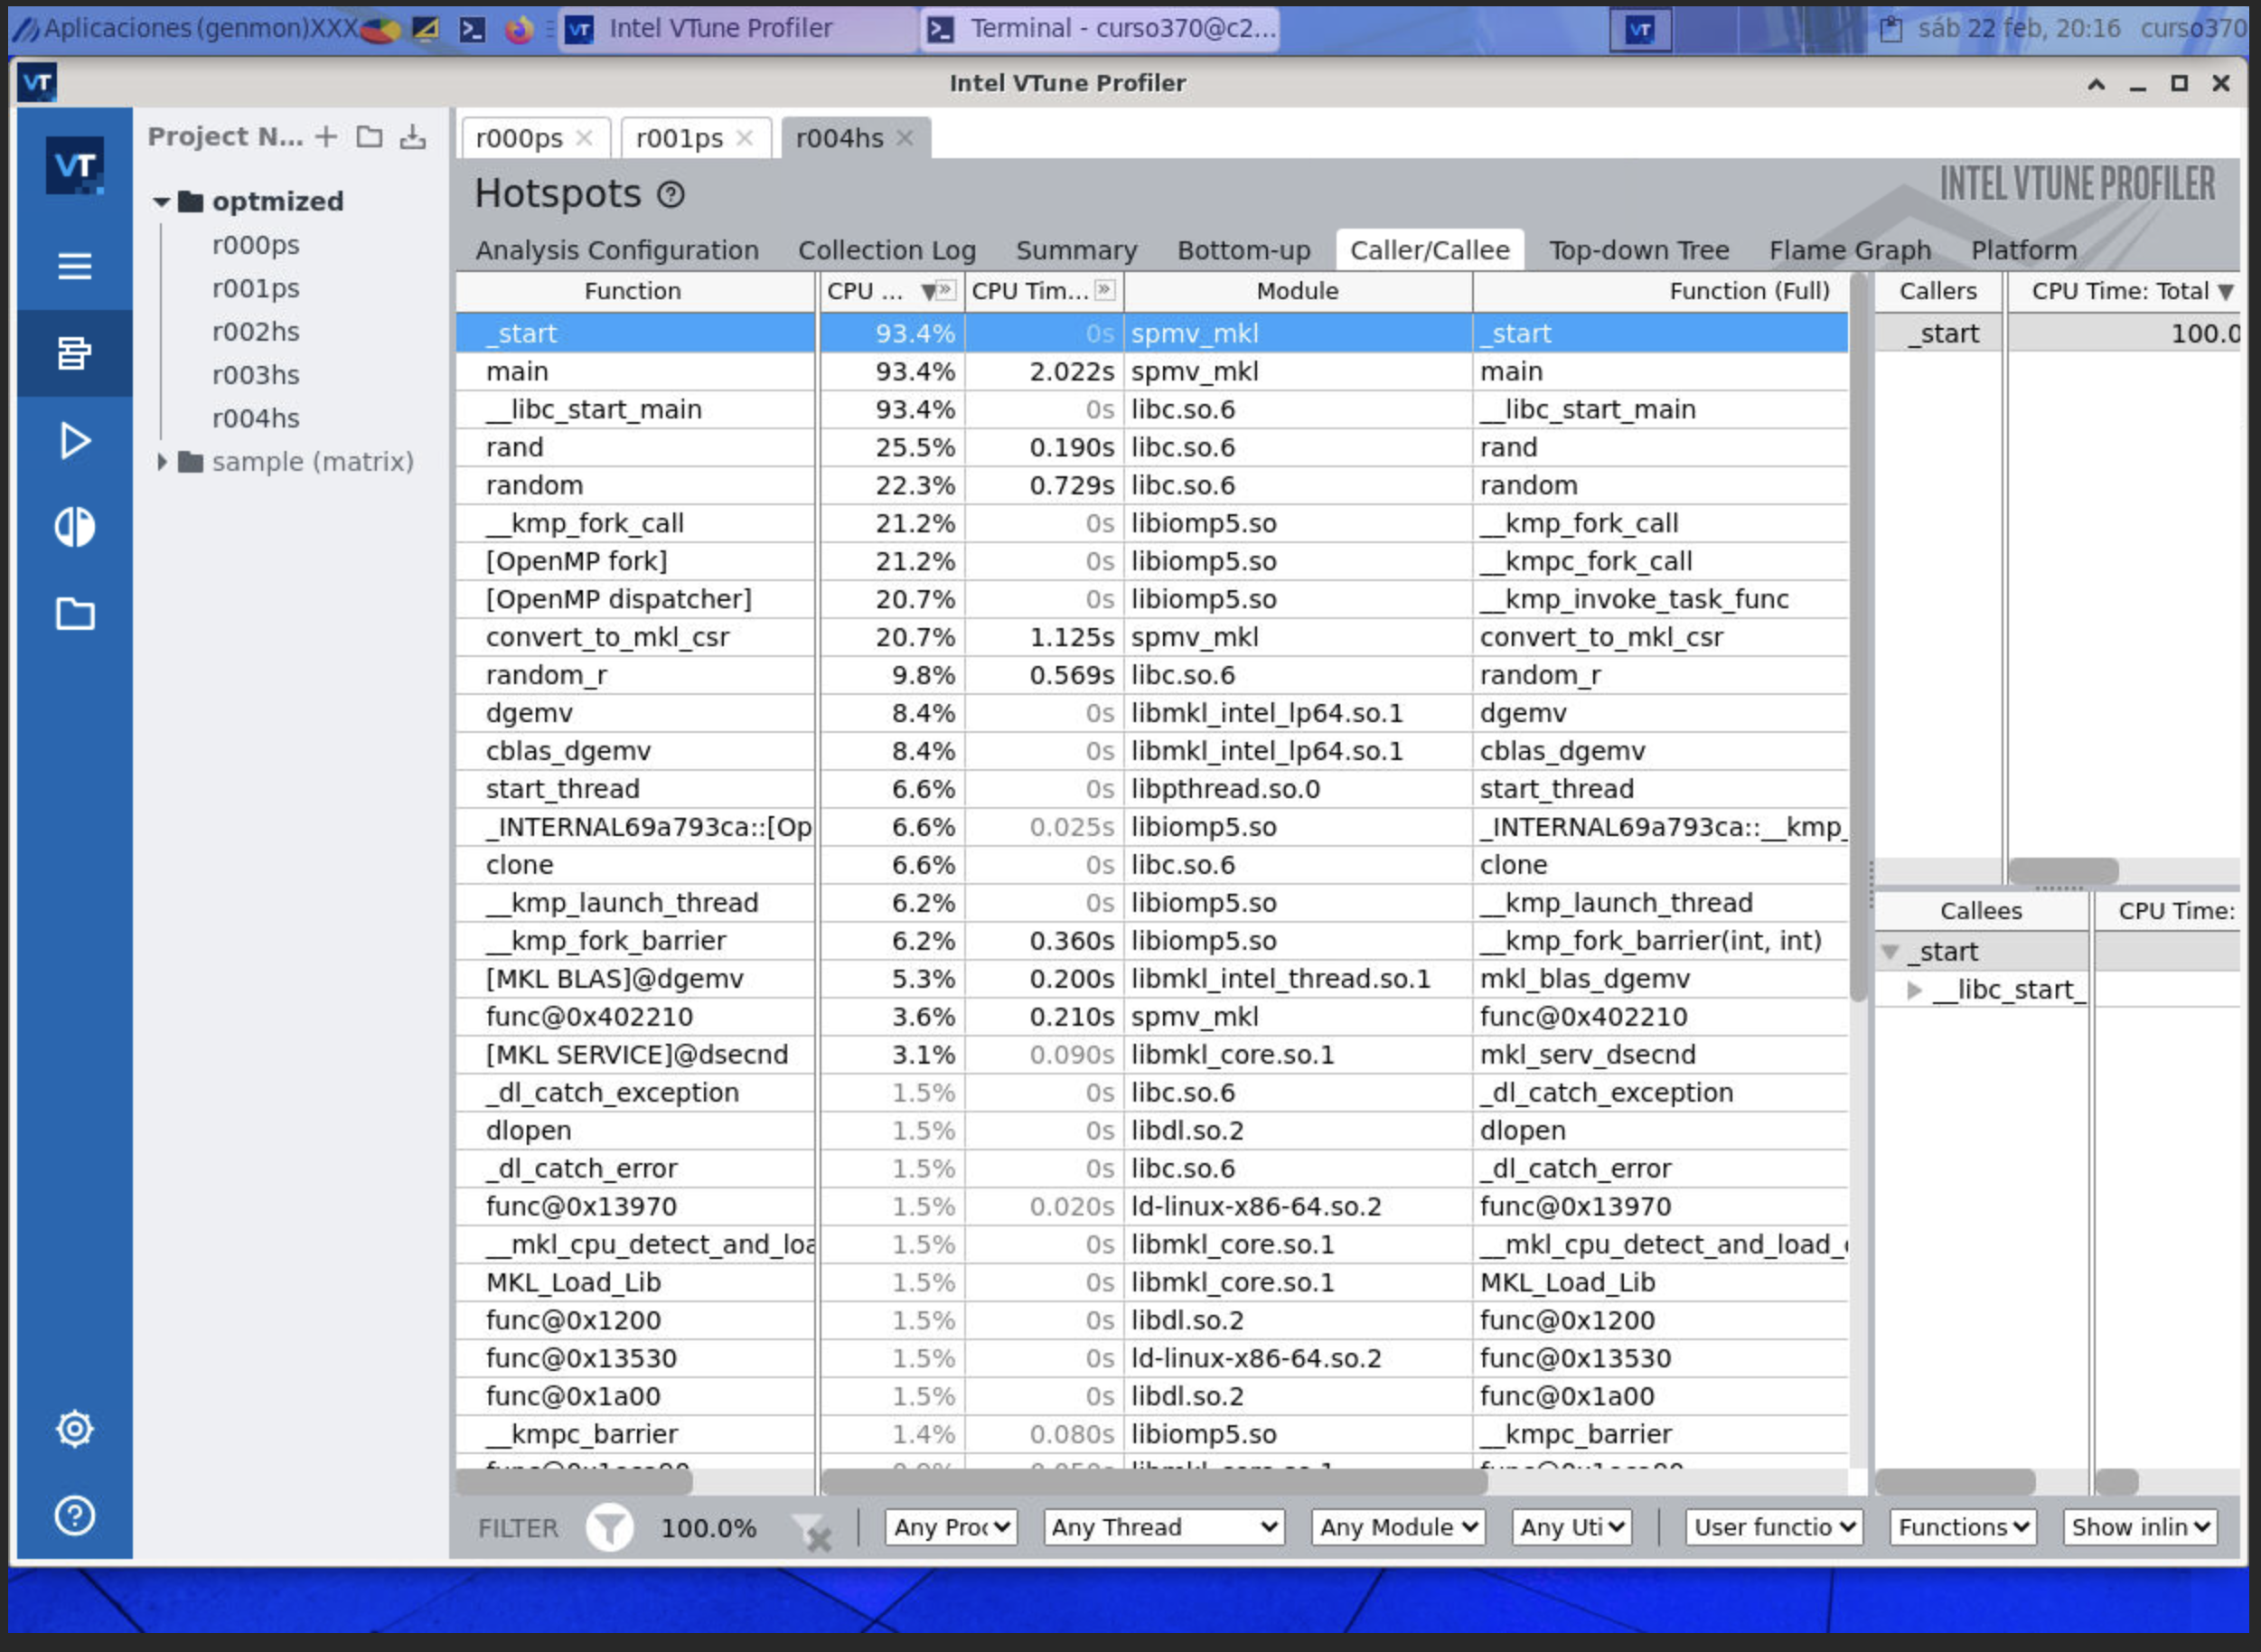 Aplicaciones (genmon)XXX Intel VTune Profiler Terminal - curso370@c2... VT sáb 22 feb, 20:16 curso370
VT Intel VTune Profiler
VT
Project N...
optmized
r000ps
r001ps
r002hs
r003hs
r004hs
sample (matrix)
r000ps r001ps r004hs
Hotspots INTEL VTUNE PROFILER
Analysis Configuration Collection Log Summary Bottom-up Caller/Callee Top-down Tree Flame Graph Platform
Function CPU ... CPU Tim... Module Function (Full)
_start 93.4% 0s spmv_mkl _start
main 93.4% 2.022s spmv_mkl main
__libc_start_main 93.4% 0s libc.so.6 __libc_start_main
rand 25.5% 0.190s libc.so.6 rand
random 22.3% 0.729s libc.so.6 random
__kmp_fork_call 21.2% 0s libiomp5.so __kmp_fork_call
[OpenMP fork] 21.2% 0s libiomp5.so __kmpc_fork_call
[OpenMP dispatcher] 20.7% 0s libiomp5.so __kmp_invoke_task_func
convert_to_mkl_csr 20.7% 1.125s spmv_mkl convert_to_mkl_csr
random_r 9.8% 0.569s libc.so.6 random_r
dgemv 8.4% 0s libmkl_intel_lp64.so.1 dgemv
cblas_dgemv 8.4% 0s libmkl_intel_lp64.so.1 cblas_dgemv
start_thread 6.6% 0s libpthread.so.0 start_thread
_INTERNAL69a793ca::[Op 6.6% 0.025s libiomp5.so _INTERNAL69a793ca::__kmp_
clone 6.6% 0s libc.so.6 clone
__kmp_launch_thread 6.2% 0s libiomp5.so __kmp_launch_thread
__kmp_fork_barrier 6.2% 0.360s libiomp5.so __kmp_fork_barrier(int, int)
[MKL BLAS]@dgemv 5.3% 0.200s libmkl_intel_thread.so.1 mkl_blas_dgemv
func@0x402210 3.6% 0.210s spmv_mkl func@0x402210
[MKL SERVICE]@dsecnd 3.1% 0.090s libmkl_core.so.1 mkl_serv_dsecnd
_dl_catch_exception 1.5% 0s libc.so.6 _dl_catch_exception
dlopen 1.5% 0s libdl.so.2 dlopen
_dl_catch_error 1.5% 0s libc.so.6 _dl_catch_error
func@0x13970 1.5% 0.020s ld-linux-x86-64.so.2 func@0x13970
__mkl_cpu_detect_and_loa 1.5% 0s libmkl_core.so.1 __mkl_cpu_detect_and_load_
MKL_Load_Lib 1.5% 0s libmkl_core.so.1 MKL_Load_Lib
func@0x1200 1.5% 0s libdl.so.2 func@0x1200
func@0x13530 1.5% 0s ld-linux-x86-64.so.2 func@0x13530
func@0x1a00 1.5% 0s libdl.so.2 func@0x1a00
__kmpc_barrier 1.4% 0.080s libiomp5.so __kmpc_barrier
Callers CPU Time: Total
_start 100.0
Callees CPU Time:
_start
__libc_start_
FILTER 100.0% Any Proc Any Thread Any Module Any Uti User functio Functions Show inlin